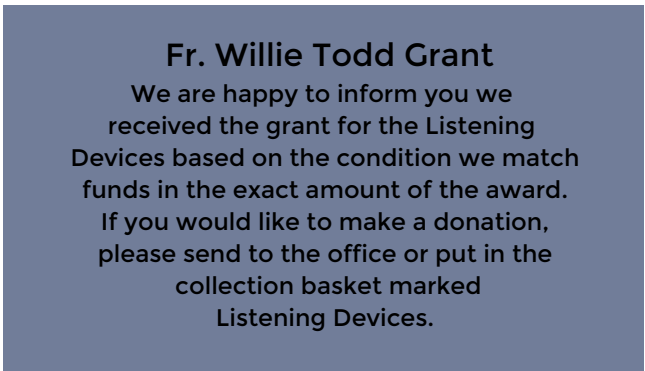 Fr. Willie Todd Grant
We are happy to inform you we
received the grant for the Listening
Devices based on the condition we match
funds in the exact amount of the award.
If you would like to make a donation,
please send to the office or put in the
collection basket marked
Listening Devices.